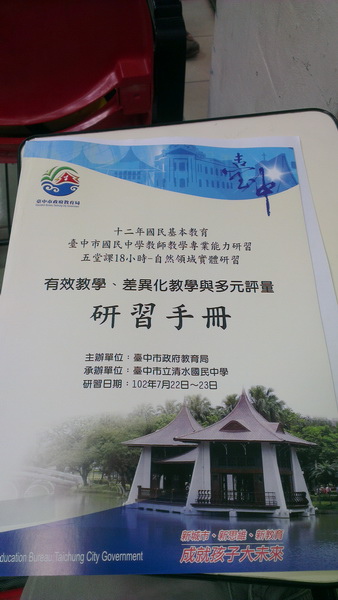 臺中
臺中市政府教育局
十二年國民基本教育
臺中市國民中學教師教學專業能力研習
五堂課18小時-自然領域實體研習
有效教學、差異化教學與多元評量
研習手冊
主辦單位：臺中市政府教育局
承辦單位：臺中市立清水國民中學
研習日期：102年7月22日～23日
新城市、新思維、新教育
成就孩子大未來
Education Bureau Taichung City Government